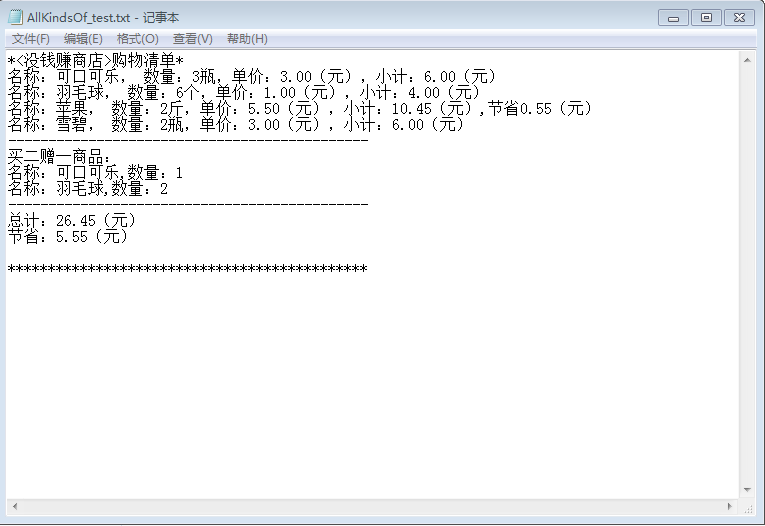 AllKindsOf_test.txt - 记事本
文件(F) 编辑(E) 格式(O) 查看(V) 帮助(H)
*<没钱赚商店>购物清单*
名称：可口可乐， 数量：3瓶，单价：3.00（元），小计：6.00（元）
名称：羽毛球， 数量：6个，单价：1.00（元），小计：4.00（元）
名称：苹果， 数量：2斤，单价：5.50（元），小计：10.45（元）,节省0.55（元）
名称：雪碧， 数量：2瓶，单价：3.00（元），小计：6.00（元）
---------------------------------------------
买二赠一商品：
名称：可口可乐,数量：1
名称：羽毛球,数量：2
---------------------------------------------
总计：26.45（元）
节省：5.55（元）
*********************************************